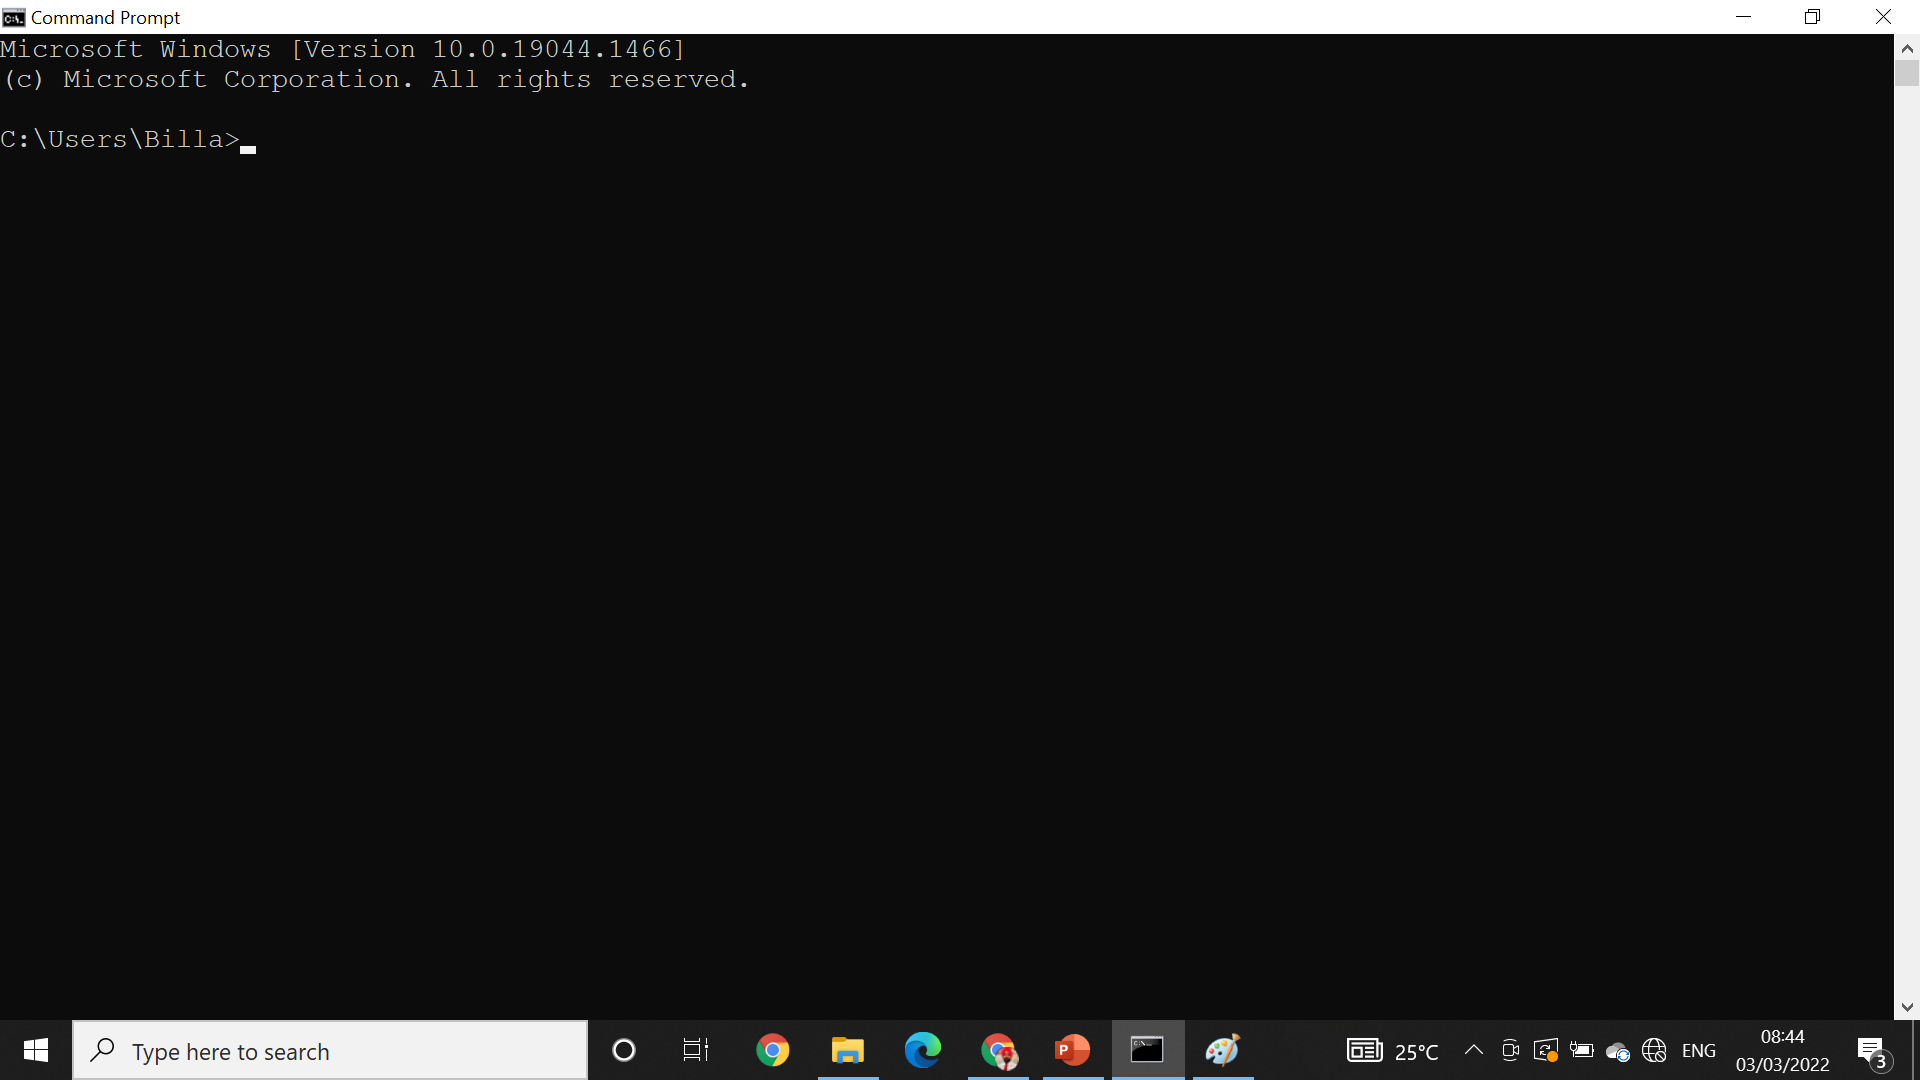 Command Prompt
Microsoft Windows [Version 10.0.19044.1466]
(c) Microsoft Corporation. All rights reserved.
C:\Users\Billa>
Type here to search
25°C
ENG
08:44
03/03/2022
3